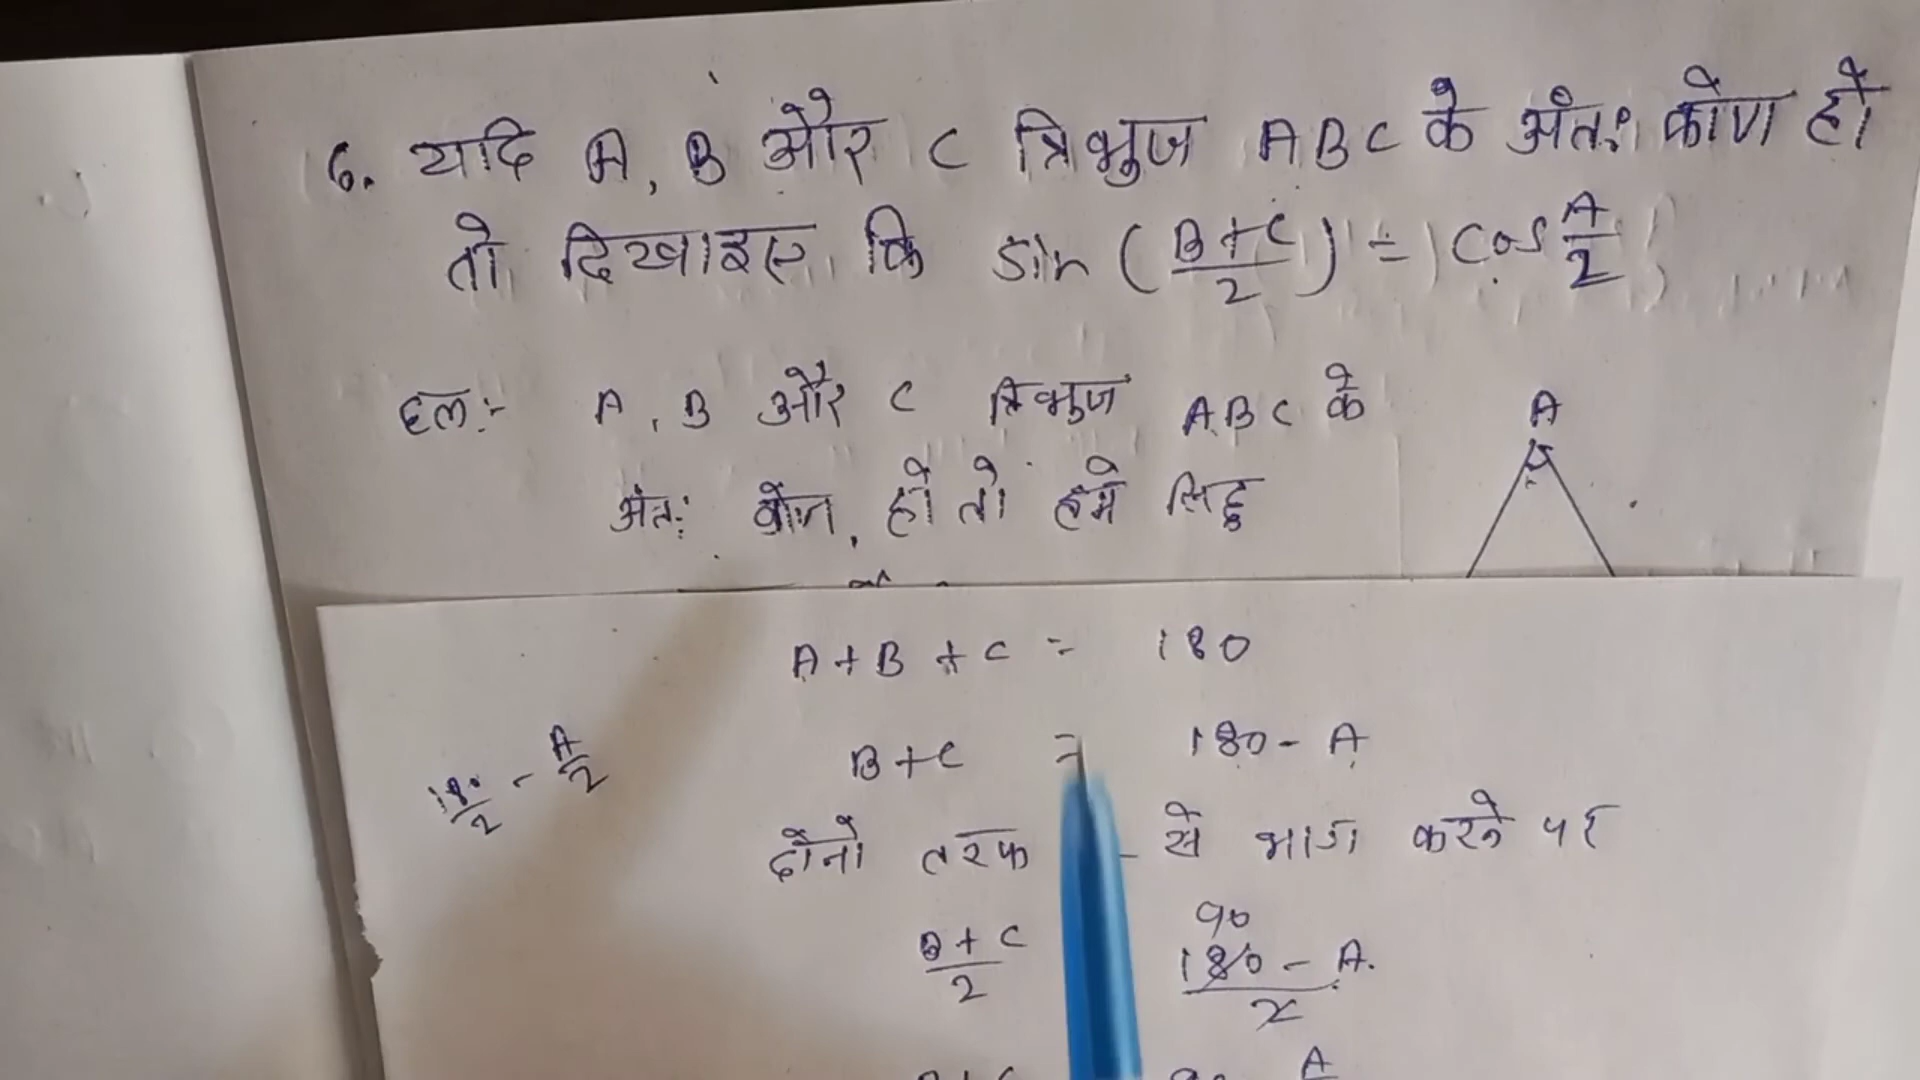 6. यदि A, B और C त्रिभुज ABC के अंतः कोण हो
तो दिखाइए कि sin (B+C/2) = cos A/2
हलः- A, B और C त्रिभुज ABC के
अंतः कोण, हो तो हमे सिद्ध
A
A + B + C = 180
B + C = 180 - A
180/2 - A/2
दोनो तरफ से भाग करने पर
90
B + C/2 180 - A./2
B + C 90 - A